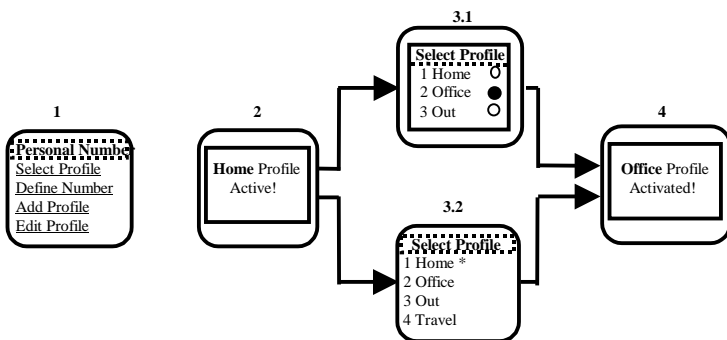 1
Personal Number
Select Profile
Define Number
Add Profile
Edit Profile
2
Home Profile
Active!
3.1
Select Profile
1 Home
2 Office
3 Out
3.2
Select Profile
1 Home *
2 Office
3 Out
4 Travel
4
Office Profile
Activated!